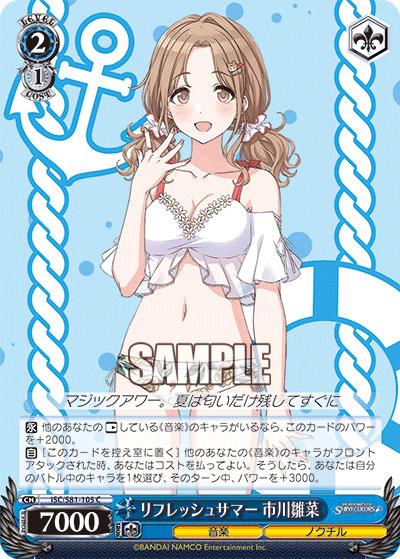 LEVEL
2
1
COST
SAMPLE
マジックアワー。夏は匂いだけ残してすぐに
永 他のあなたの している《音楽》のキャラがいるなら、このカードのパワー
を+2000。
自 ［このカードを控え室に置く］ 他のあなたの《音楽》のキャラがフロント
アタックされた時、あなたはコストを払ってよい。そうしたら、あなたは自分
のバトル中のキャラを1枚選び、そのターン中、パワーを+3000。
CH ISC/S81-105 C
7000
リフレッシュサマー 市川雛菜
SHINY COLORS
音楽 ノクチル
©BANDAI NAMCO Entertainment Inc.